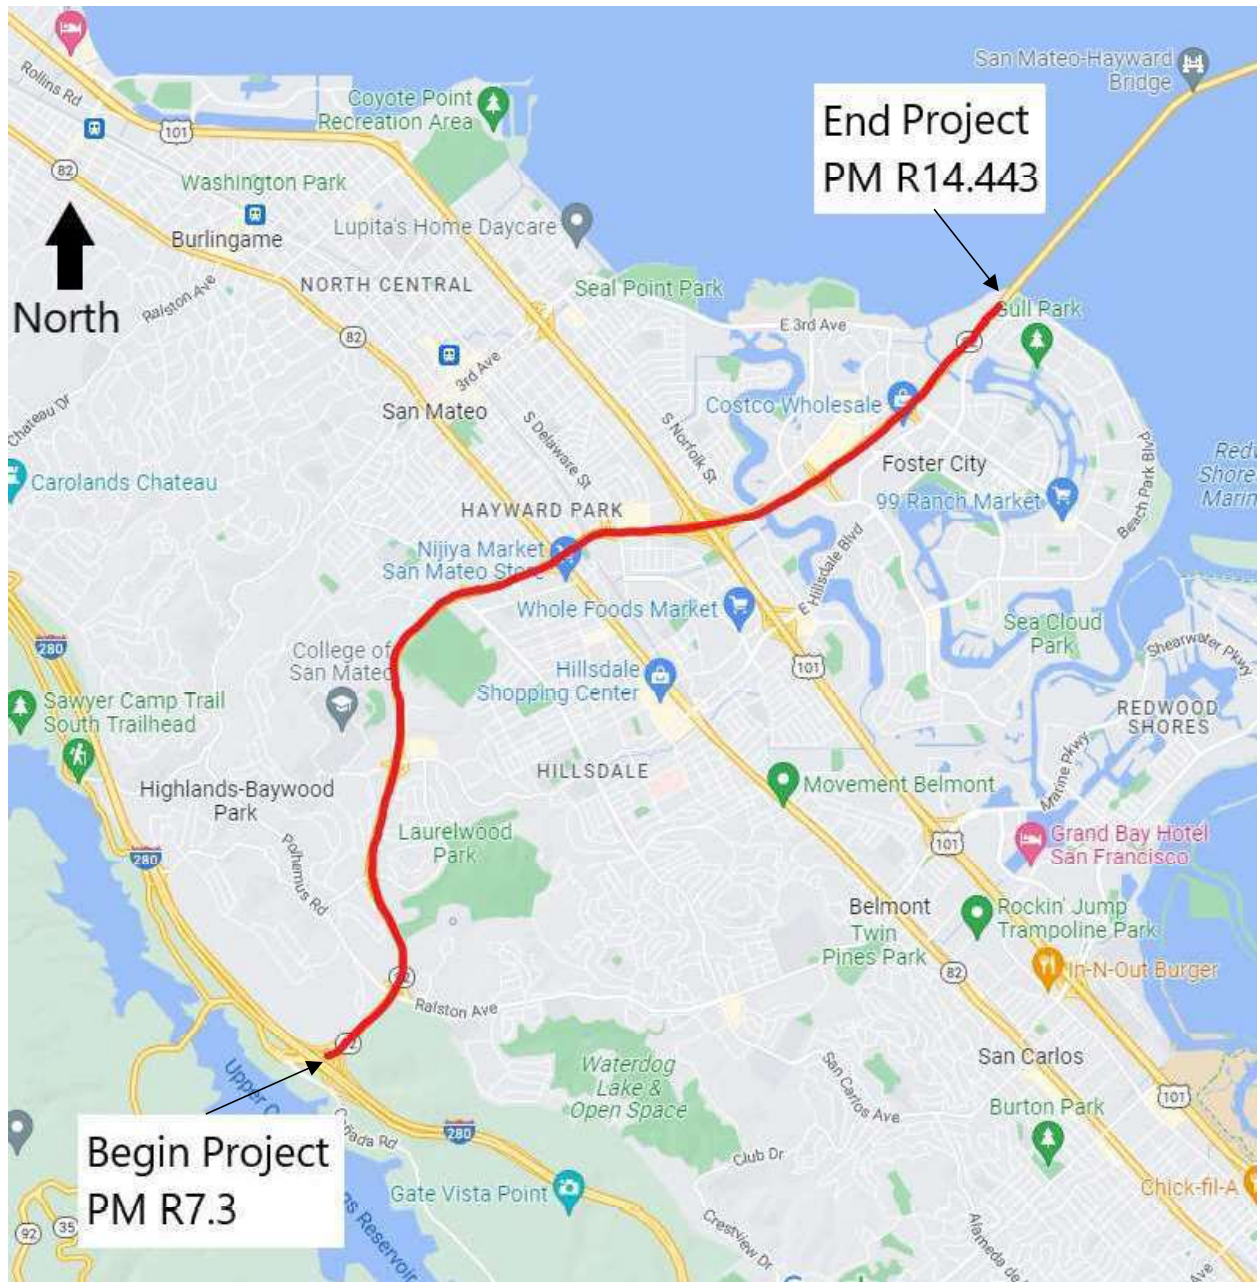 San Mateo-Hayward
Bridge
Rollins Rd
Coyote Point
Recreation Area
End Project
PM R14.443
101
82
Washington Park
Burlingame
Lupita's Home Daycare
Ralston Ave
NORTH CENTRAL
Seal Point Park
North
82
E 3rd Ave
Gull Park
3rd Ave
San Mateo
Costco Wholesale
Chateau Dr
S Delaware St
S Norfolk St
Foster City
Carolands Chateau
99 Ranch Market
Beach Park Blvd
HAYWARD PARK
Nijiya Market
San Mateo Store
E Hillsdale Blvd
Whole Foods Market
Sea Cloud
Park
Shearwater Pkwy
280
College of
San Mateo
Hillsdale
Shopping Center
101
Sawyer Camp Trail
South Trailhead
REDWOOD
SHORES
HILLSDALE
Highlands-Baywood
Park
Movement Belmont
Laurelwood
Park
Polhemus Rd
280
101
Grand Bay Hotel
San Francisco
Belmont
Twin
Pines Park
Rockin' Jump
Trampoline Park
82
In-N-Out Burger
Ralston Ave
Waterdog
Lake &
Open Space
San Carlos
San Carlos Ave
101
Burton Park
Cañada Rd
280
Begin Project
PM R7.3
Club Dr
Gate Vista Point
Chick-fil-A
Crestview Dr
92
35
Alameda de
Reservoir
Ave